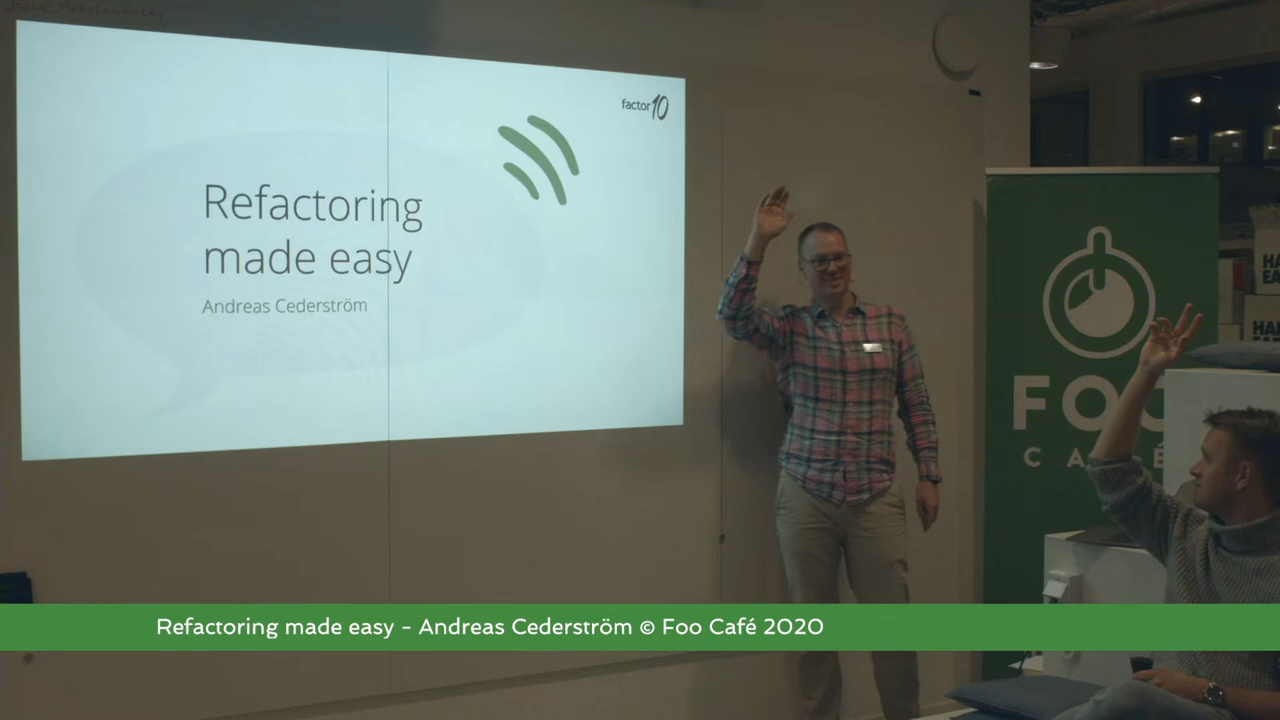 factor10
Refactoring
made easy
Andreas Cederström
FOO
CAFÉ
Refactoring made easy - Andreas Cederström © Foo Café 2020